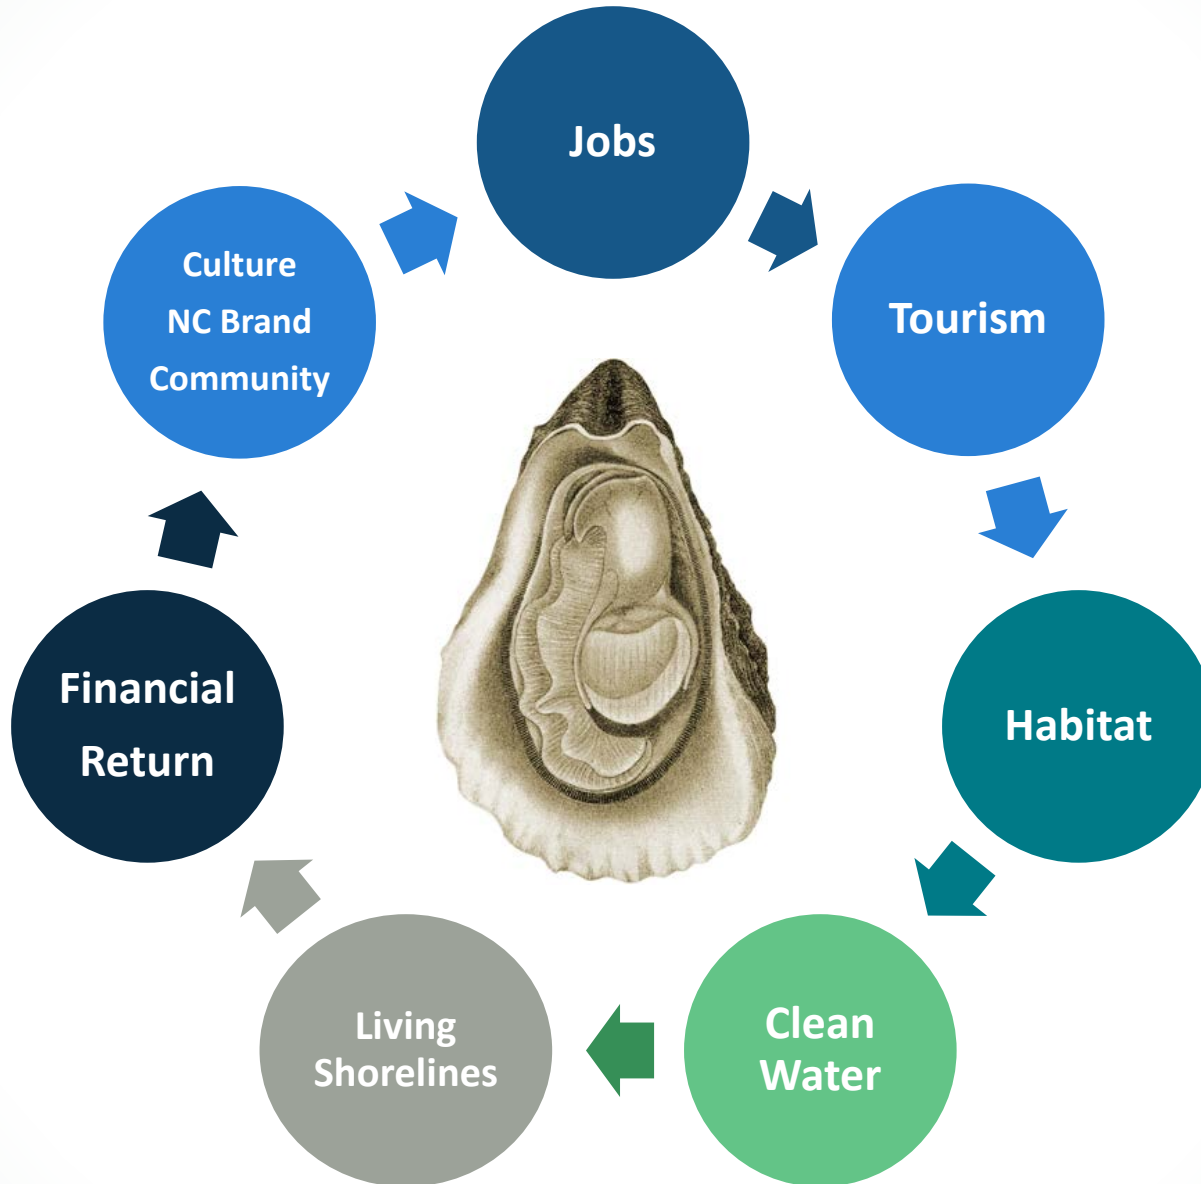 Jobs
Tourism
Habitat
Clean
Water
Living
Shorelines
Financial
Return
Culture
NC Brand
Community